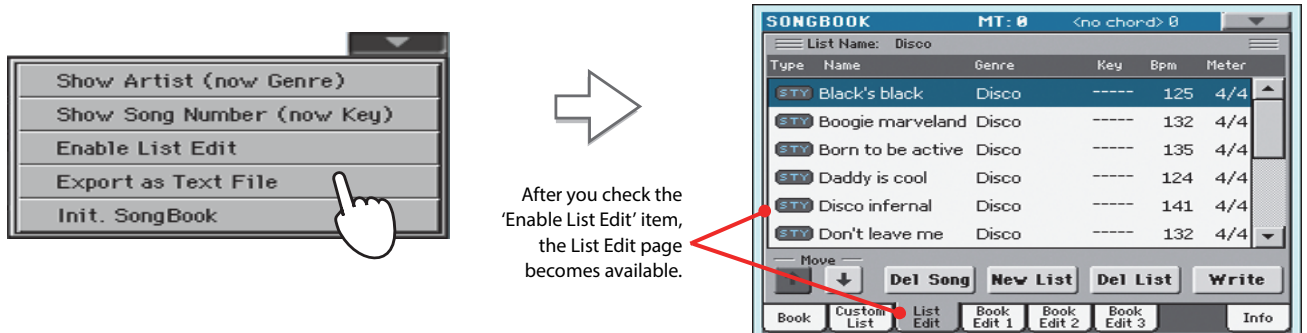 Show Artist (now Genre)
Show Song Number (now Key)
Enable List Edit
Export as Text File
Init. SongBook
After you check the
‘Enable List Edit’ item,
the List Edit page
becomes available.
SONGBOOK MT: 0 <no chord> 0
List Name: Disco
Type Name Genre Key Bpm Meter
STY Black's black Disco ----- 125 4/4
STY Boogie marveland Disco ----- 132 4/4
STY Born to be active Disco ----- 135 4/4
STY Daddy is cool Disco ----- 124 4/4
STY Disco infernal Disco ----- 141 4/4
STY Don't leave me Disco ----- 132 4/4
Move
Del Song New List Del List Write
Book Custom List List Edit Book Edit 1 Book Edit 2 Book Edit 3 Info